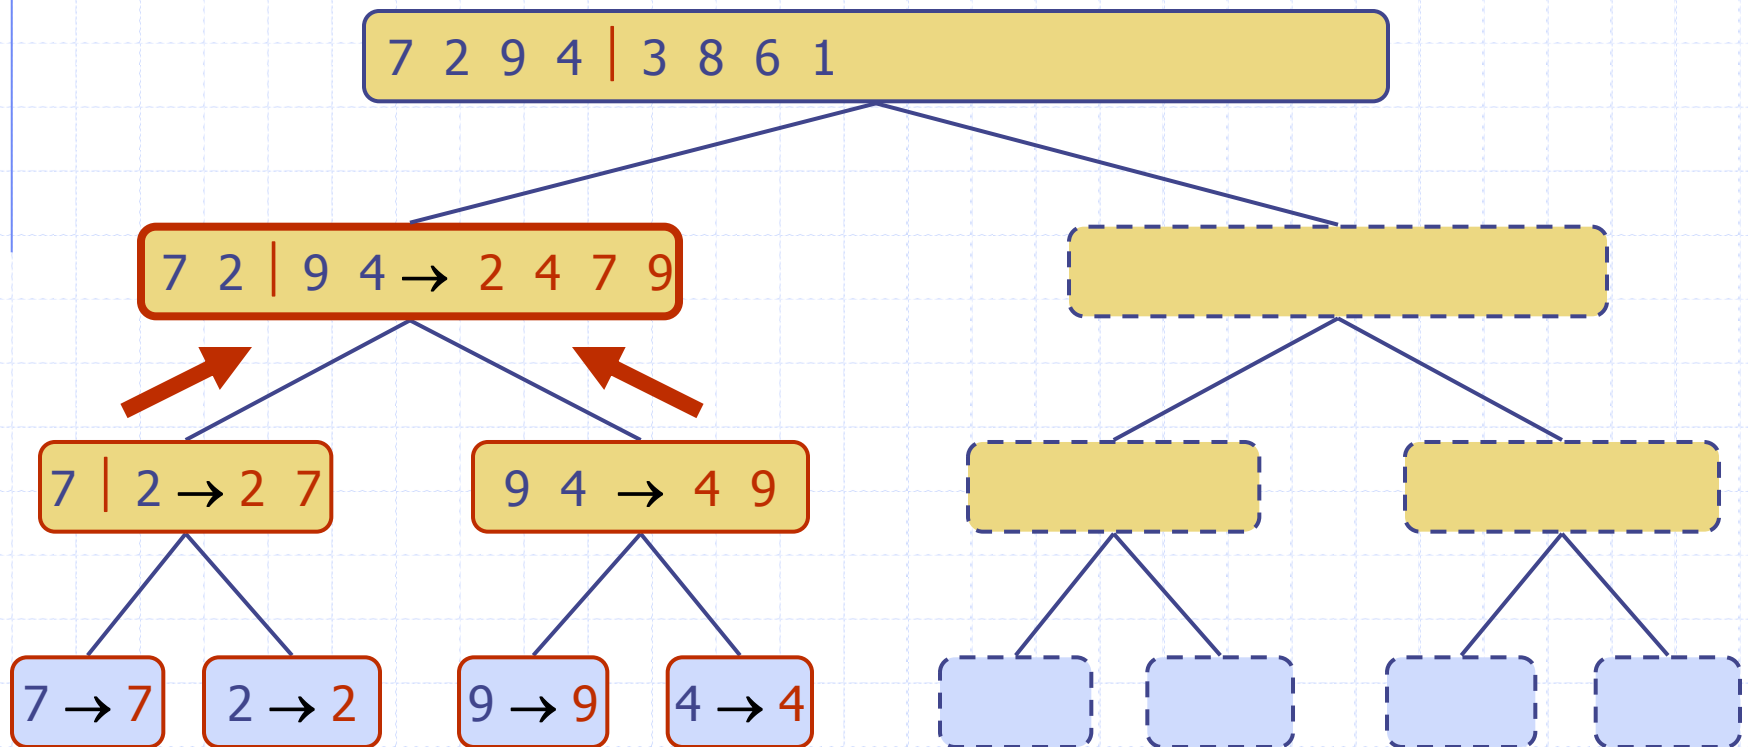 7 2 9 4 | 3 8 6 1
7 2 | 9 4 → 2 4 7 9
7 | 2 → 2 7
9 4 → 4 9
7 → 7
2 → 2
9 → 9
4 → 4